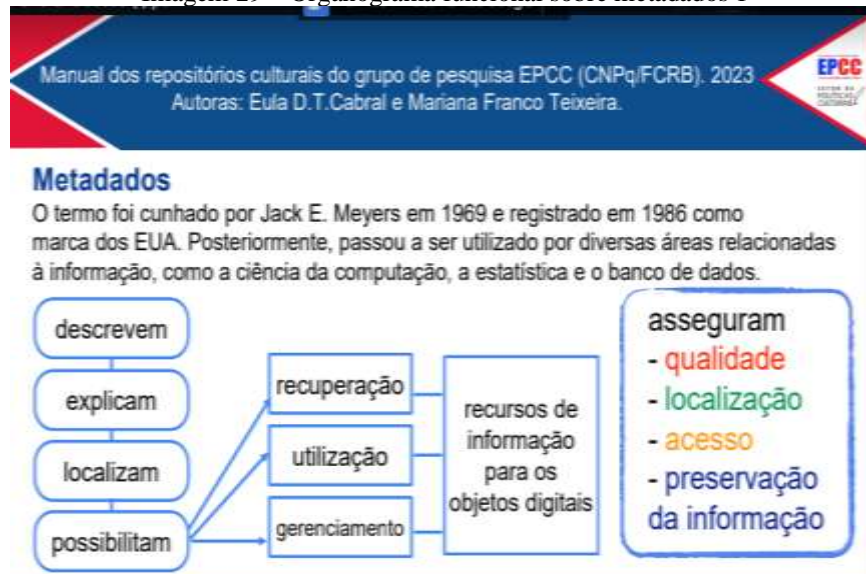 Manual dos repositórios culturais do grupo de pesquisa EPCC (CNPq/FCRB). 2023
Autoras: Eula D.T.Cabral e Mariana Franco Teixeira.
EPCC
Metadados
O termo foi cunhado por Jack E. Meyers em 1969 e registrado em 1986 como
marca dos EUA. Posteriormente, passou a ser utilizado por diversas áreas relacionadas
à informação, como a ciência da computação, a estatística e o banco de dados.
descrevem
explicam
localizam
possibilitam
recuperação
utilização
gerenciamento
recursos de
informação
para os
objetos digitais
asseguram
- qualidade
- localização
- acesso
- preservação
da informação